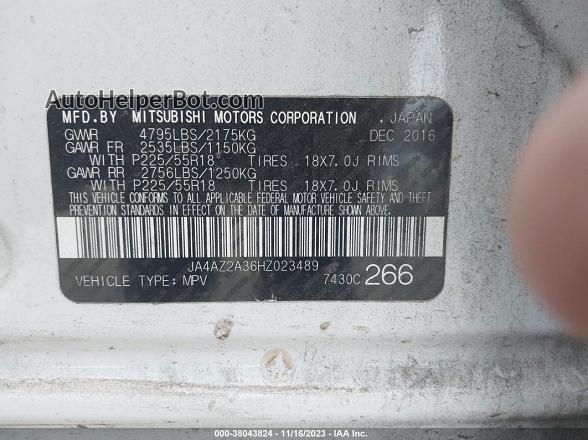 AutoHelperBot.com
MFD.BY MITSUBISHI MOTORS CORPORATION , JAPAN
GVWR 4795LBS/2175KG DEC 2016
GAWR FR 2535LBS/1150KG
WITH P225/55R18 TIRES 18X7.0J RIMS
GAWR RR 2756LBS/1250KG
WITH P225/55R18 TIRES 18X7.0J RIMS
THIS VEHICLE CONFORMS TO ALL APPLICABLE FEDERAL MOTOR VEHICLE SAFETY AND THEFT
PREVENTION STANDARDS IN EFFECT ON THE DATE OF MANUFACTURE SHOWN ABOVE.
JA4AZ2A36HZ023489
VEHICLE TYPE: MPV 7430C 266
000-38043824 - 11/16/2023 - IAA Inc.